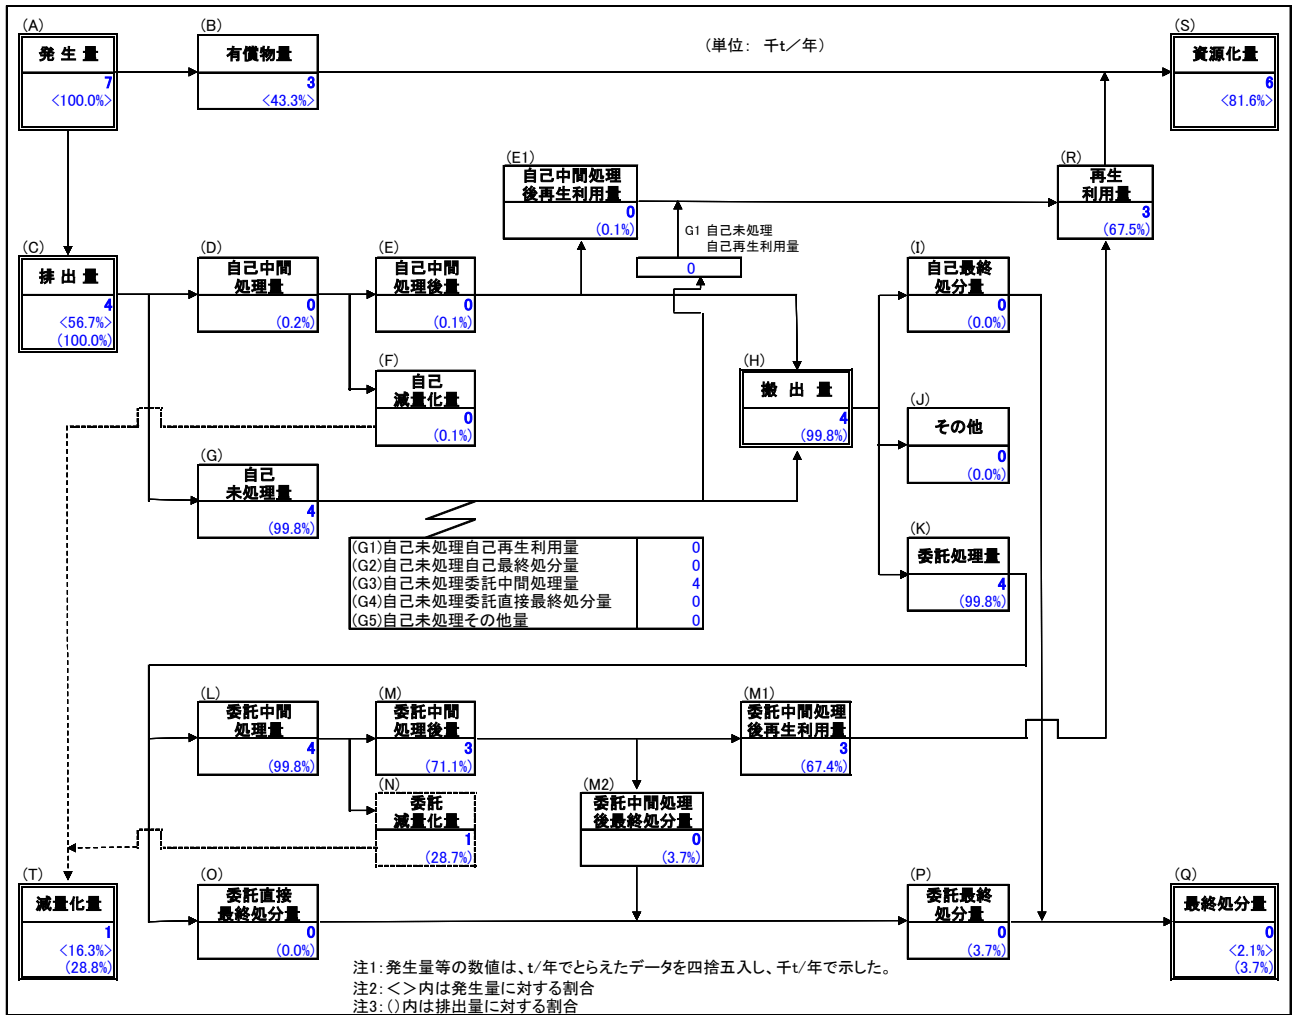 (A)
発生量
7
<100.0%>
(B)
有償物量
3
<43.3%>
(単位: 千t/年)
(S)
資源化量
6
<81.6%>
(E1)
自己中間処理
後再生利用量
0
(0.1%)
G1 自己未処理
自己再生利用量
0
(R)
再生
利用量
3
(67.5%)
(C)
排出量
4
<56.7%>
(100.0%)
(D)
自己中間
処理量
0
(0.2%)
(E)
自己中間
処理後量
0
(0.1%)
(I)
自己最終
処分量
0
(0.0%)
(F)
自己
減量化量
0
(0.1%)
(H)
搬出量
4
(99.8%)
(J)
その他
0
(0.0%)
(G)
自己
未処理量
4
(99.8%)
(G1)自己未処理自己再生利用量 0
(G2)自己未処理自己最終処分量 0
(G3)自己未処理委託中間処理量 4
(G4)自己未処理委託直接最終処分量 0
(G5)自己未処理その他量 0
(K)
委託処理量
4
(99.8%)
(L)
委託中間
処理量
4
(99.8%)
(M)
委託中間
処理後量
3
(71.1%)
(M1)
委託中間処理
後再生利用量
3
(67.4%)
(N)
委託
減量化量
1
(28.7%)
(M2)
委託中間処理
後最終処分量
0
(3.7%)
(T)
減量化量
1
<16.3%>
(28.8%)
(O)
委託直接
最終処分量
0
(0.0%)
(P)
委託最終
処分量
0
(3.7%)
(Q)
最終処分量
0
<2.1%>
(3.7%)
注1:発生量等の数値は、t/年でとらえたデータを四捨五入し、千t/年で示した。
注2:<>内は発生量に対する割合
注3:()内は排出量に対する割合